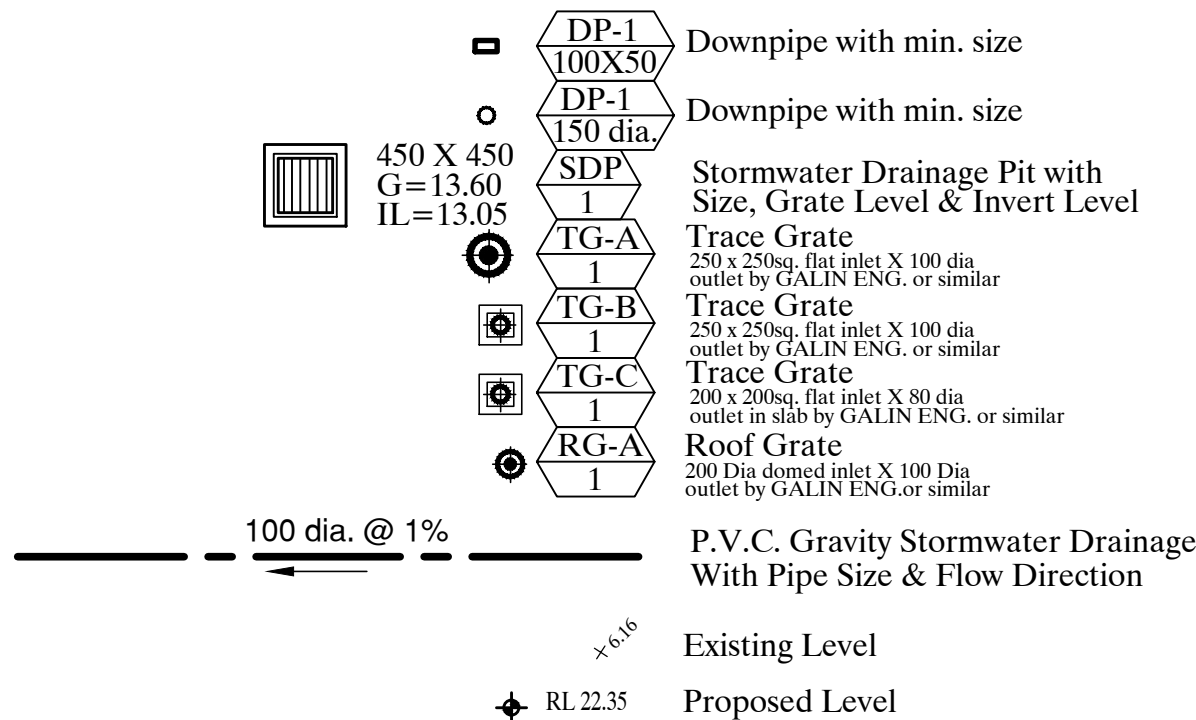 DP-1
100X50
Downpipe with min. size
DP-1
150 dia.
Downpipe with min. size
450 X 450
G=13.60
IL=13.05
SDP
1
Stormwater Drainage Pit with
Size, Grate Level & Invert Level
TG-A
1
Trace Grate
250 x 250sq. flat inlet X 100 dia
outlet by GALIN ENG. or similar
TG-B
1
Trace Grate
250 x 250sq. flat inlet X 100 dia
outlet by GALIN ENG. or similar
TG-C
1
Trace Grate
200 x 200sq. flat inlet X 80 dia
outlet in slab by GALIN ENG. or similar
RG-A
1
Roof Grate
200 Dia domed inlet X 100 Dia
outlet by GALIN ENG.or similar
100 dia. @ 1%
P.V.C. Gravity Stormwater Drainage
With Pipe Size & Flow Direction
6.16
Existing Level
RL 22.35
Proposed Level